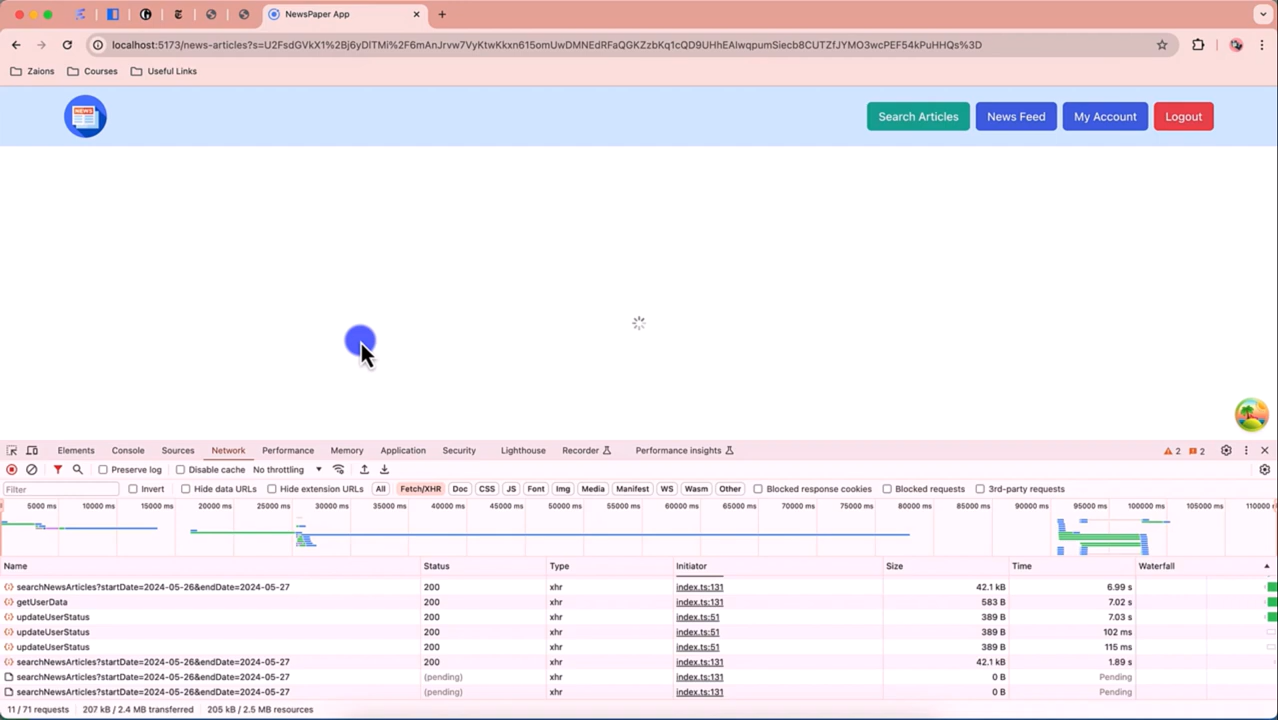 NewsPaper App
localhost:5173/news-articles?s=U2FsdGVkX1%2Bj6yDlTMi%2F6mAnJrvw7VyKtwKkxn615omUwDMNEdRFaQGKZzbKq1cQD9UHhEAlwqpumSiecb8CUTZfJYMO3wcPEF54kPuHHQs%3D
Zaions Courses Useful Links
NEWS
Search Articles News Feed My Account Logout
Elements Console Sources Network Performance Memory Application Security Lighthouse Recorder Performance insights 2 2
Preserve log Disable cache No throttling
Filter Invert Hide data URLs Hide extension URLs All Fetch/XHR Doc CSS JS Font Img Media Manifest WS Wasm Other Blocked response cookies Blocked requests 3rd-party requests
5000 ms 10000 ms 15000 ms 20000 ms 25000 ms 30000 ms 35000 ms 40000 ms 45000 ms 50000 ms 55000 ms 60000 ms 65000 ms 70000 ms 75000 ms 80000 ms 85000 ms 90000 ms 95000 ms 100000 ms 105000 ms 110000
Name Status Type Initiator Size Time Waterfall
searchNewsArticles?startDate=2024-05-26&endDate=2024-05-27 200 xhr index.ts:131 42.1 kB 6.99 s
getUserData 200 xhr index.ts:131 583 B 7.02 s
updateUserStatus 200 xhr index.ts:51 389 B 7.03 s
updateUserStatus 200 xhr index.ts:51 389 B 102 ms
updateUserStatus 200 xhr index.ts:51 389 B 115 ms
searchNewsArticles?startDate=2024-05-26&endDate=2024-05-27 200 xhr index.ts:131 42.1 kB 1.89 s
searchNewsArticles?startDate=2024-05-26&endDate=2024-05-27 (pending) xhr index.ts:131 0 B Pending
searchNewsArticles?startDate=2024-05-26&endDate=2024-05-27 (pending) xhr index.ts:131 0 B Pending
11 / 71 requests 207 kB / 2.4 MB transferred 205 kB / 2.5 MB resources